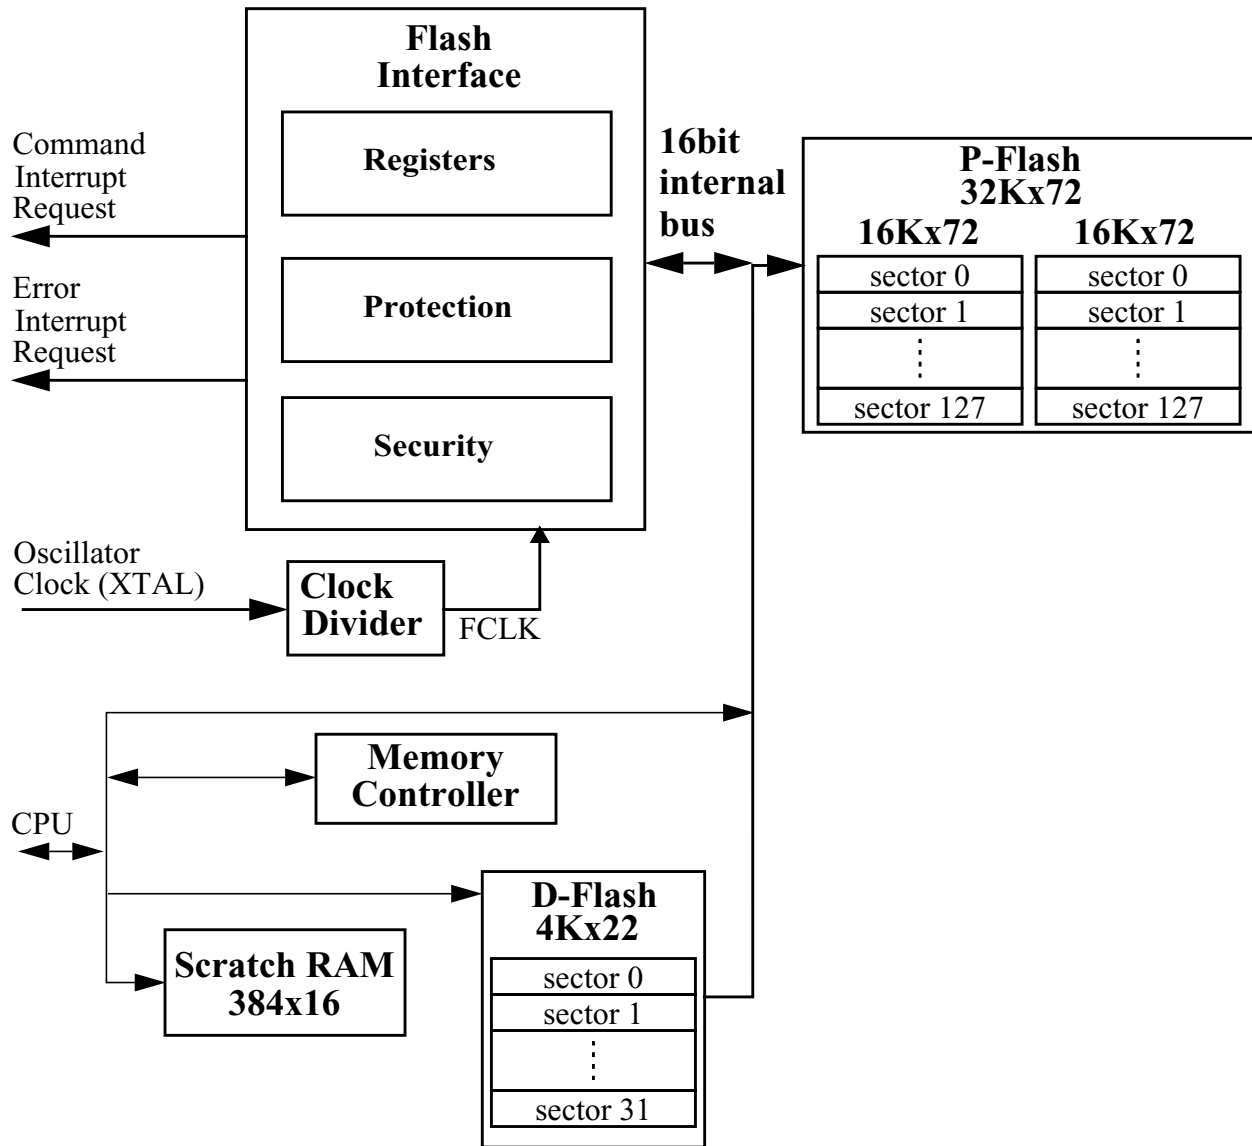 Flash
Interface
Registers
Protection
Security
Command
Interrupt
Request
Error
Interrupt
Request
16bit
internal
bus
P-Flash
32Kx72
16Kx72 16Kx72
sector 0 sector 0
sector 1 sector 1
sector 127 sector 127
Oscillator
Clock (XTAL)
Clock
Divider
FCLK
Memory
Controller
CPU
D-Flash
4Kx22
sector 0
sector 1
sector 31
Scratch RAM
384x16